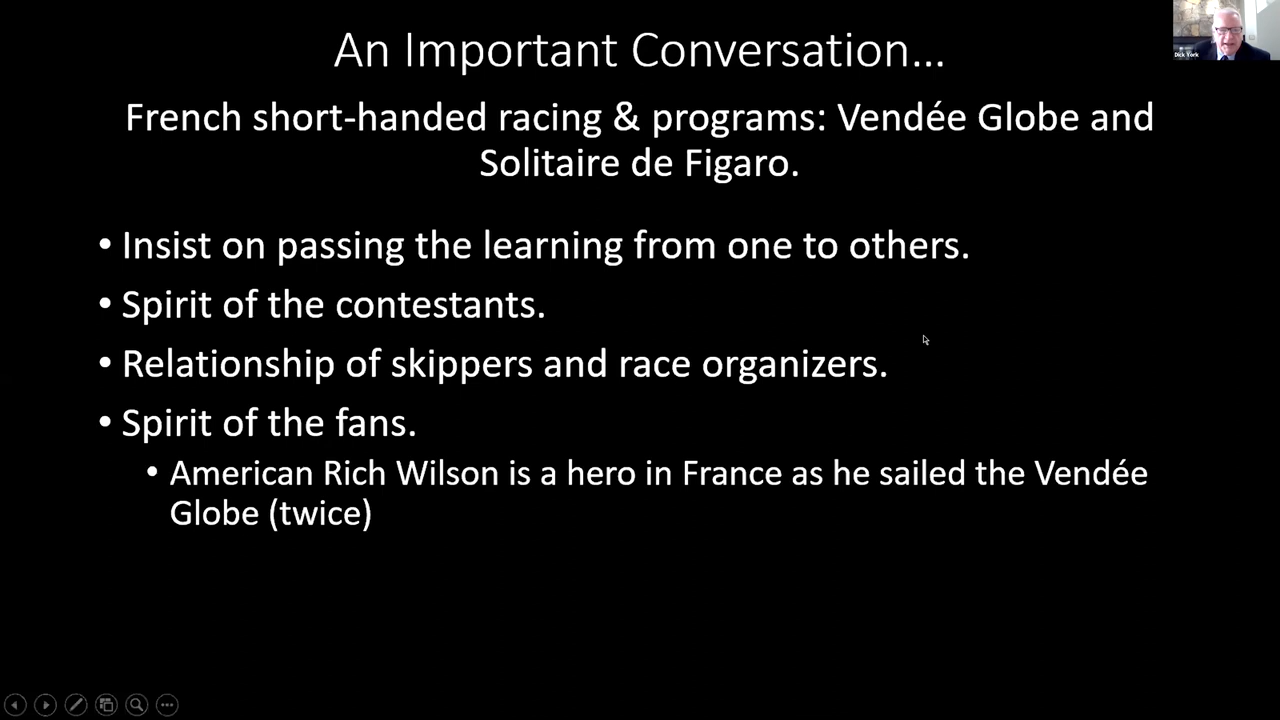 An Important Conversation...
Dick York
French short-handed racing & programs: Vendée Globe and
Solitaire de Figaro.
• Insist on passing the learning from one to others.
• Spirit of the contestants.
• Relationship of skippers and race organizers.
• Spirit of the fans.
• American Rich Wilson is a hero in France as he sailed the Vendée
Globe (twice)